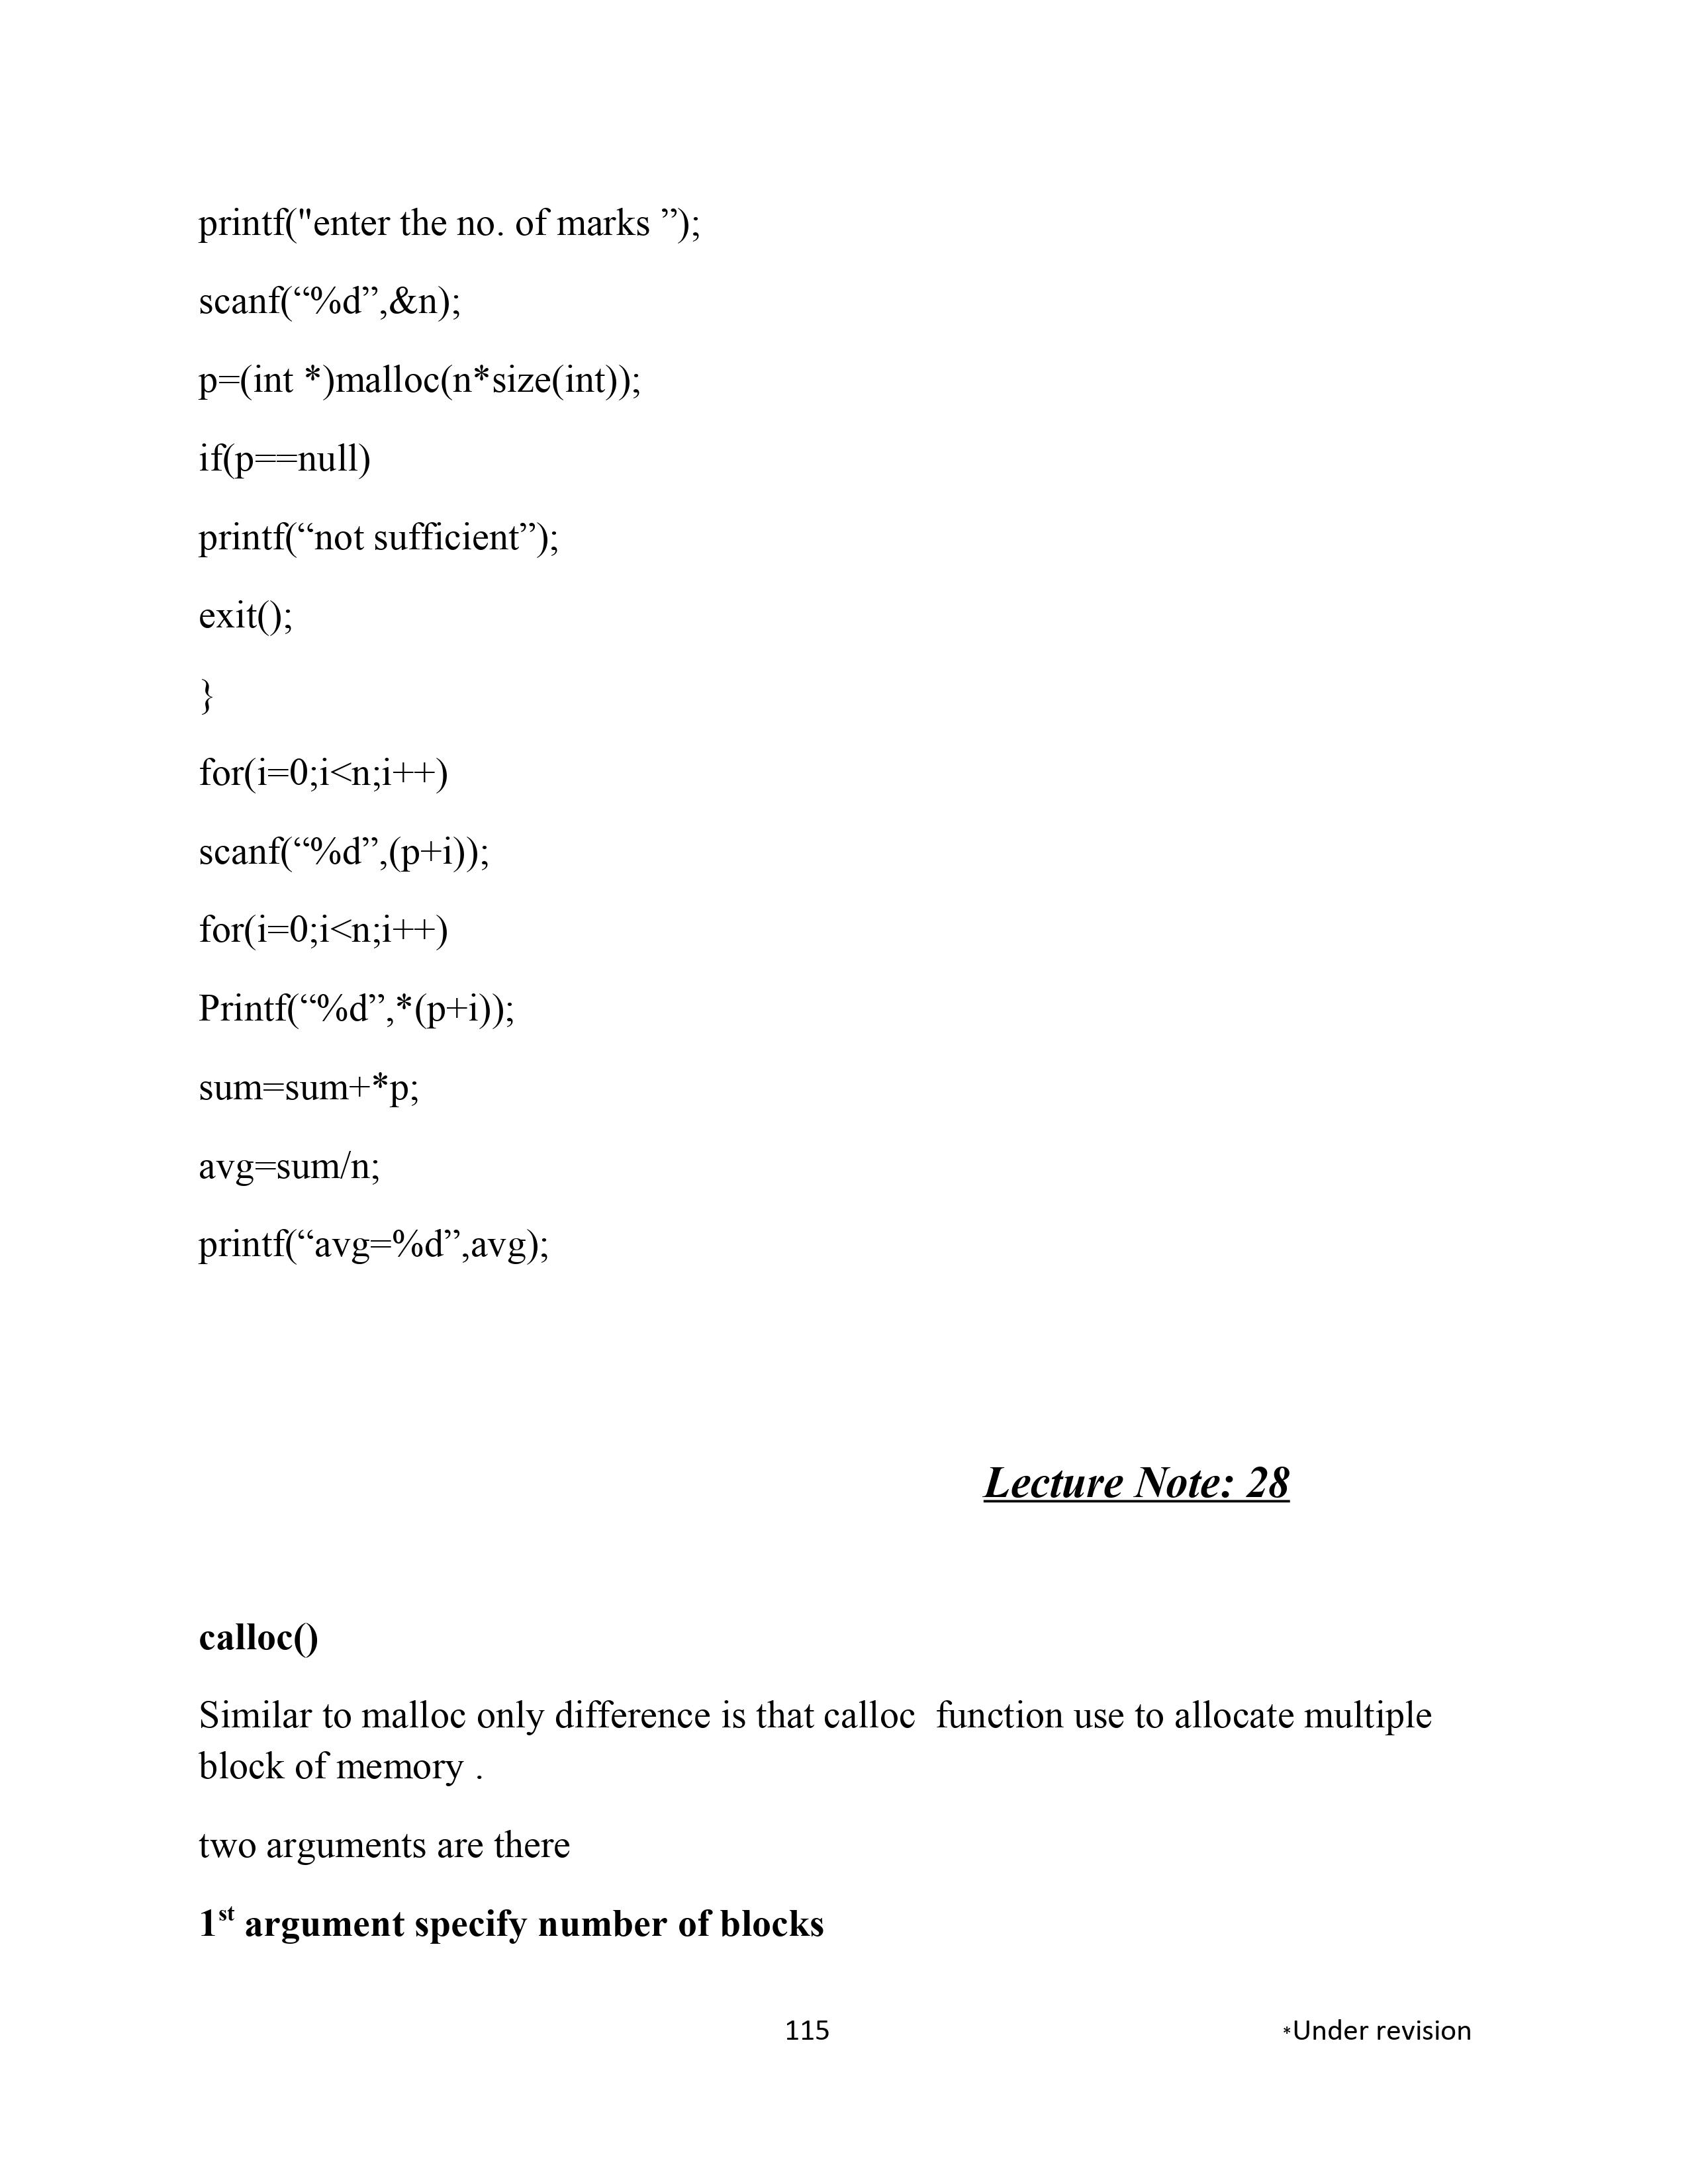 printf("enter the no. of marks ”);
scanf(“%d”,&n);
p=(int *)malloc(n*size(int));
if(p==null)
printf(“not sufficient”);
exit();
}
for(i=0;i<n;i++)
scanf(“%d”,(p+i));
for(i=0;i<n;i++)
Printf(“%d”,*(p+i));
sum=sum+*p;
avg=sum/n;
printf(“avg=%d”,avg);
Lecture Note: 28
calloc()
Similar to malloc only difference is that calloc  function use to allocate multiple
block of memory .
two arguments are there
1st argument specify number of blocks
115 *Under revision